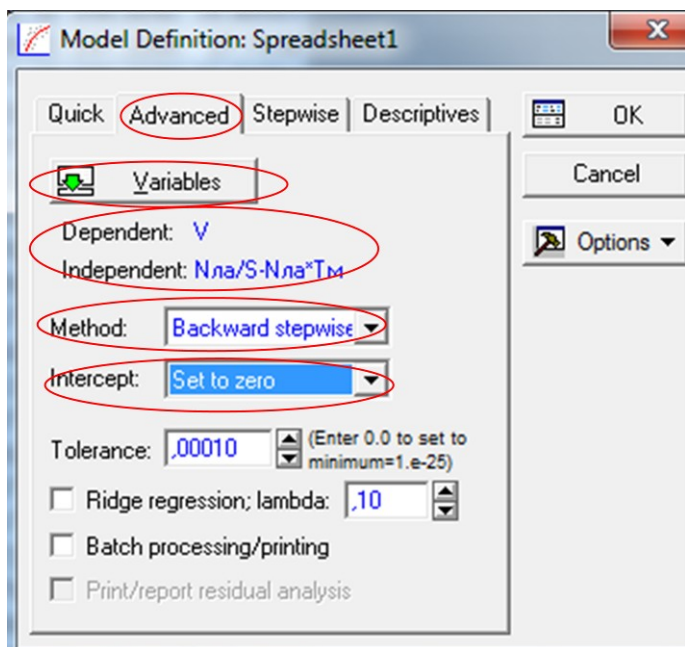 Model Definition: Spreadsheet1
Quick Advanced Stepwise Descriptives
OK
Variables
Cancel
Dependent: V
Independent: Nла/S-Nла*Tм
Options
Method: Backward stepwise
Intercept: Set to zero
Tolerance: ,00010 (Enter 0.0 to set to
minimum=1.e-25)
Ridge regression; lambda: ,10
Batch processing/printing
Print/report residual analysis